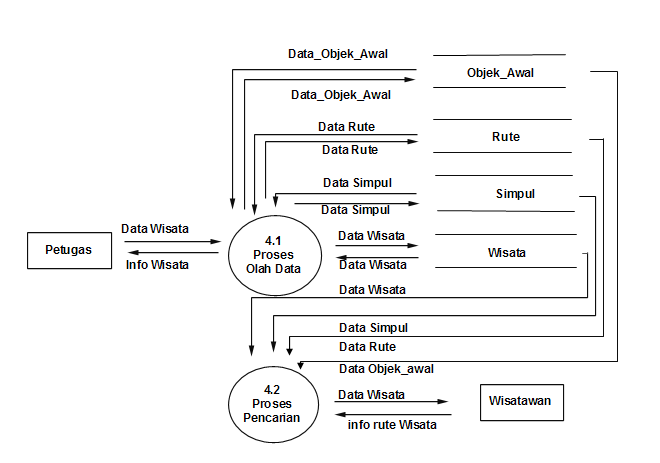 Data_Objek_Awal
Objek_Awal
Data_Objek_Awal
Data Rute
Rute
Data Rute
Data Simpul
Simpul
Data Simpul
Data Wisata
Petugas
Info Wisata
4.1
Proses
Olah Data
Data Wisata
Wisata
Data Wisata
Data Wisata
Data Simpul
Data Rute
Data Objek_awal
4.2
Proses
Pencarian
Data Wisata
Wisatawan
info rute Wisata